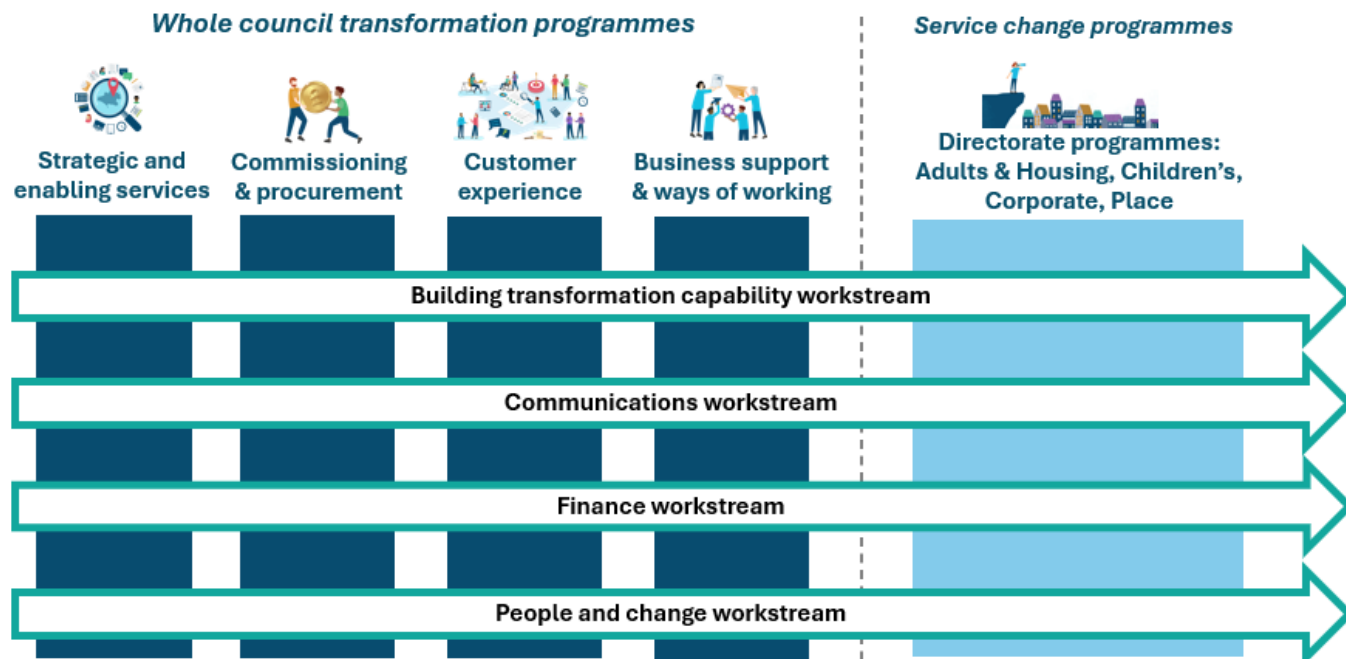 Whole council transformation programmes
Service change programmes
Strategic and
enabling services
Commissioning
& procurement
Customer
experience
Business support
& ways of working
Directorate programmes:
Adults & Housing, Children's,
Corporate, Place
Building transformation capability workstream
Communications workstream
Finance workstream
People and change workstream